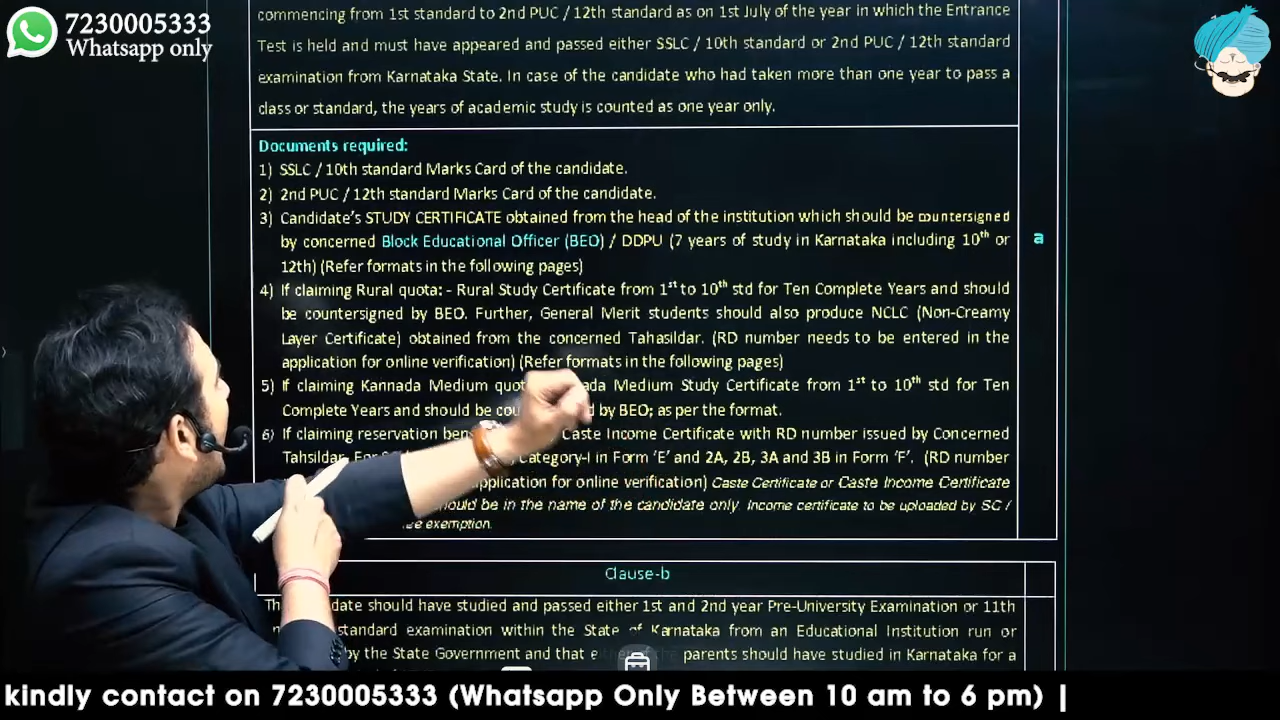 7230005333
Whatsapp only
commencing from 1st standard to 2nd PUC / 12th standard as on 1st July of the year in which the Entrance
Test is held and must have appeared and passed either SSLC / 10th standard or 2nd PUC / 12th standard
examination from Karnataka State. In case of the candidate who had taken more than one year to pass a
class or standard, the years of academic study is counted as one year only.
Documents required:
1) SSLC / 10th standard Marks Card of the candidate.
2) 2nd PUC / 12th standard Marks Card of the candidate.
3) Candidate's STUDY CERTIFICATE obtained from the head of the institution which should be countersigned
by concerned Block Educational Officer (BEO) / DDPU (7 years of study in Karnataka including 10th or
12th) (Refer formats in the following pages)
a
4) If claiming Rural quota: - Rural Study Certificate from 1st to 10th std for Ten Complete Years and should
be countersigned by BEO. Further, General Merit students should also produce NCLC (Non-Creamy
Layer Certificate) obtained from the concerned Tahasildar. (RD number needs to be entered in the
application for online verification) (Refer formats in the following pages)
5) If claiming Kannada Medium Medium Study Certificate from 1st to 10th std for Ten
Complete Years and should be by BEO; as per the format.
6) If claiming reservation Caste Income Certificate with RD number issued by Concerned
Tahsildar. For Category-I in Form 'E' and 2A, 2B, 3A and 3B in Form 'F'. (RD number
application for online verification) Caste Certificate or Caste Income Certificate
should be in the name of the candidate only. Income certificate to be uploaded by SC /
exemption.
Clause-b
should have studied and passed either 1st and 2nd year Pre-University Examination or 11th
standard examination within the State of Karnataka from an Educational Institution run or
by the State Government and that parents should have studied in Karnataka for a
kindly contact on 7230005333 (Whatsapp Only Between 10 am to 6 pm) |